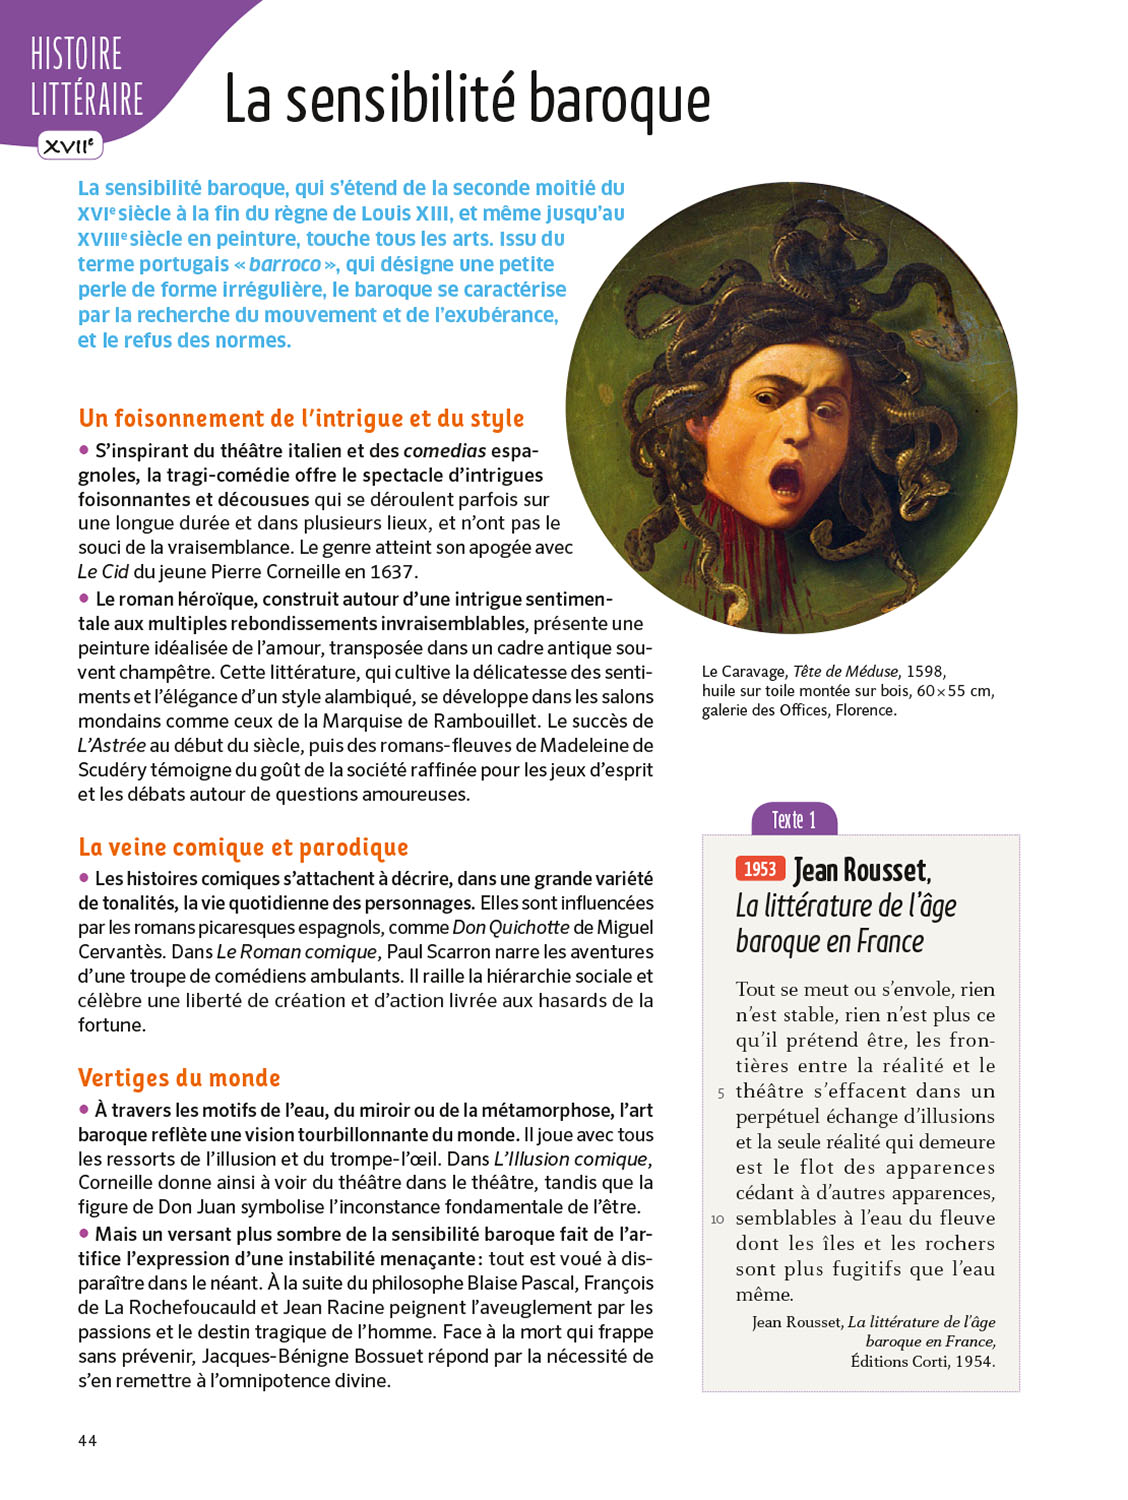 HISTOIRE
LITTÉRAIRE
XVIIe
La sensibilité baroque
La sensibilité baroque, qui s’étend de la seconde moitié du
XVIe siècle à la fin du règne de Louis XIII, et même jusqu’au
XVIIIe siècle en peinture, touche tous les arts. Issu du
terme portugais « barroco », qui désigne une petite
perle de forme irrégulière, le baroque se caractérise
par la recherche du mouvement et de l’exubérance,
et le refus des normes.
Un foisonnement de l’intrigue et du style
• S’inspirant du théâtre italien et des comedias espa-
gnoles, la tragi-comédie offre le spectacle d’intrigues
foisonnantes et décousues qui se déroulent parfois sur
une longue durée et dans plusieurs lieux, et n’ont pas le
souci de la vraisemblance. Le genre atteint son apogée avec
Le Cid du jeune Pierre Corneille en 1637.
• Le roman héroïque, construit autour d’une intrigue sentimen-
tale aux multiples rebondissements invraisemblables, présente une
peinture idéalisée de l’amour, transposée dans un cadre antique sou-
vent champêtre. Cette littérature, qui cultive la délicatesse des senti-
ments et l’élégance d’un style alambiqué, se développe dans les salons
mondains comme ceux de la Marquise de Rambouillet. Le succès de
L’Astrée au début du siècle, puis des romans-fleuves de Madeleine de
Scudéry témoigne du goût de la société raffinée pour les jeux d’esprit
et les débats autour de questions amoureuses.
La veine comique et parodique
• Les histoires comiques s’attachent à décrire, dans une grande variété
de tonalités, la vie quotidienne des personnages. Elles sont influencées
par les romans picaresques espagnols, comme Don Quichotte de Miguel
Cervantès. Dans Le Roman comique, Paul Scarron narre les aventures
d’une troupe de comédiens ambulants. Il raille la hiérarchie sociale et
célèbre une liberté de création et d’action livrée aux hasards de la
fortune.
Vertiges du monde
• À travers les motifs de l’eau, du miroir ou de la métamorphose, l’art
baroque reflète une vision tourbillonnante du monde. Il joue avec tous
les ressorts de l’illusion et du trompe-l’œil. Dans L’Illusion comique,
Corneille donne ainsi à voir du théâtre dans le théâtre, tandis que la
figure de Don Juan symbolise l’inconstance fondamentale de l’être.
• Mais un versant plus sombre de la sensibilité baroque fait de l’ar-
tifice l’expression d’une instabilité menaçante : tout est voué à dis-
paraître dans le néant. À la suite du philosophe Blaise Pascal, François
de La Rochefoucauld et Jean Racine peignent l’aveuglement par les
passions et le destin tragique de l’homme. Face à la mort qui frappe
sans prévenir, Jacques-Bénigne Bossuet répond par la nécessité de
s’en remettre à l’omnipotence divine.
Le Caravage, Tête de Méduse, 1598,
huile sur toile montée sur bois, 60 × 55 cm,
galerie des Offices, Florence.
Texte 1
1953 Jean Rousset,
La littérature de l’âge
baroque en France
Tout se meut ou s’envole, rien
n’est stable, rien n’est plus ce
qu’il prétend être, les fron-
tières entre la réalité et le
5 théâtre s’effacent dans un
perpétuel échange d’illusions
et la seule réalité qui demeure
est le flot des apparences
cédant à d’autres apparences,
10 semblables à l’eau du fleuve
dont les îles et les rochers
sont plus fugitifs que l’eau
même.
Jean Rousset, La littérature de l’âge
baroque en France,
Éditions Corti, 1954.
44